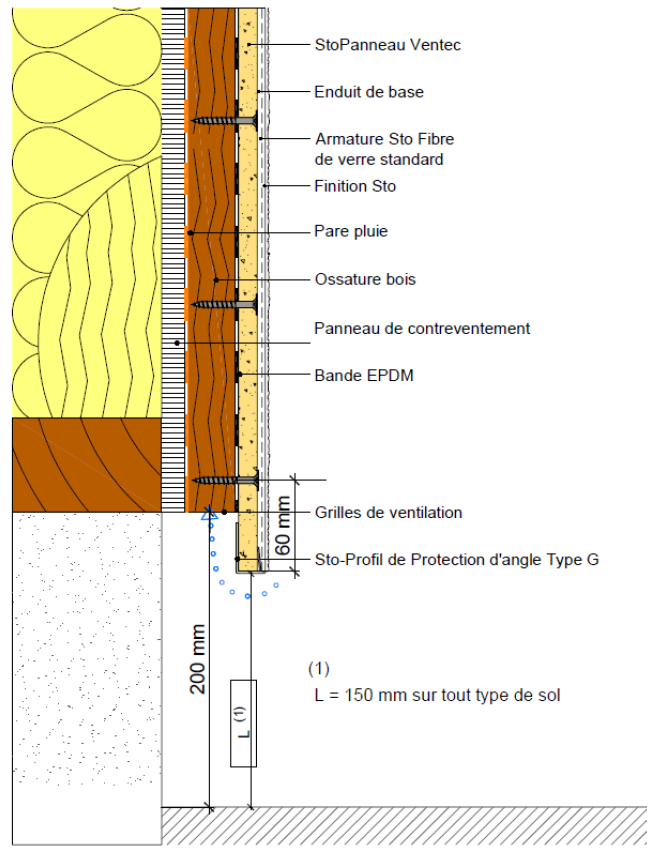 StoPanneau Ventec
Enduit de base
Armature Sto Fibre
de verre standard
Finition Sto
Pare pluie
Ossature bois
Panneau de contreventement
Bande EPDM
Grilles de ventilation
60 mm
Sto-Profil de Protection d'angle Type G
200 mm
L (1)
(1)
L = 150 mm sur tout type de sol